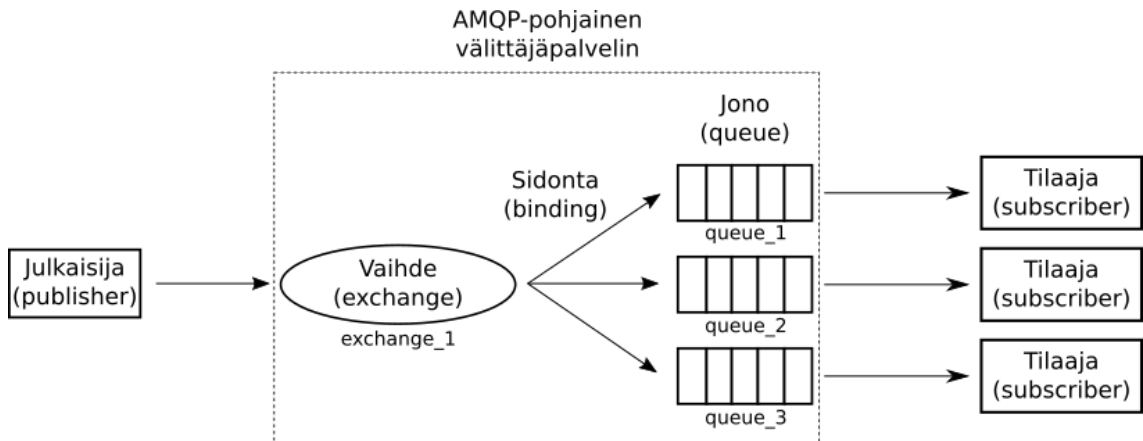 AMQP-pohjainen
välittäjäpalvelin
Jono
(queue)
Sidonta
(binding)
queue_1
Tilaaja
(subscriber)
Julkaisija
(publisher)
Vaihde
(exchange)
exchange_1
queue_2
Tilaaja
(subscriber)
queue_3
Tilaaja
(subscriber)